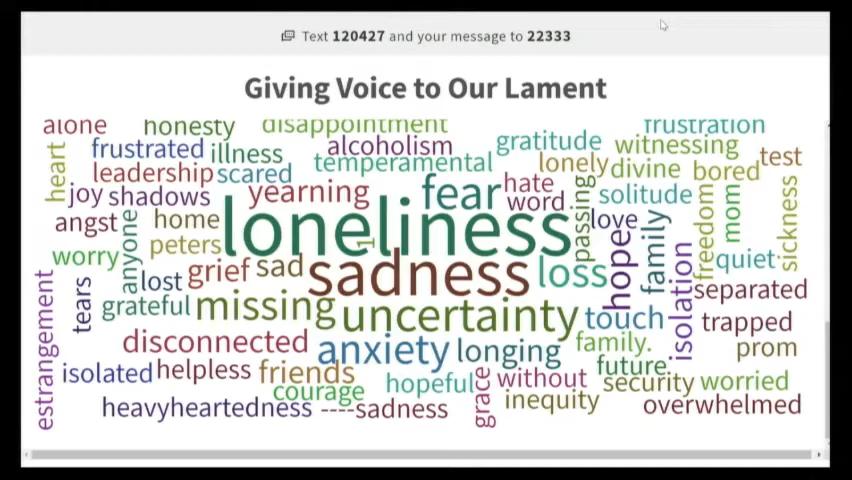 Text 120427 and your message to 22333
Giving Voice to Our Lament
alone honesty disappointment frustration
heart frustrated illness alcoholism gratitude witnessing
leadership scared temperamental lonely divine bored test
joy shadows yearning fear hate word passing solitude
angst home loneliness love freedom mom sickness
worry anyone peters 1 hope family quiet.
tears lost grief sad sadness loss isolation separated
estrangement grateful missing uncertainty touch trapped
disconnected anxiety longing family. prom
isolated helpless friends future
courage hopeful grace without security worried
heavyheartedness ----sadness inequity overwhelmed